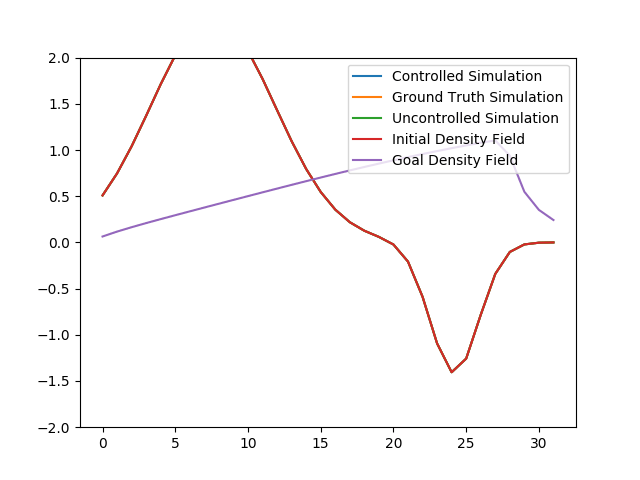 2.0
1.5
1.0
0.5
0.0
−0.5
−1.0
−1.5
−2.0
0 5 10 15 20 25 30
Controlled Simulation
Ground Truth Simulation
Uncontrolled Simulation
Initial Density Field
Goal Density Field